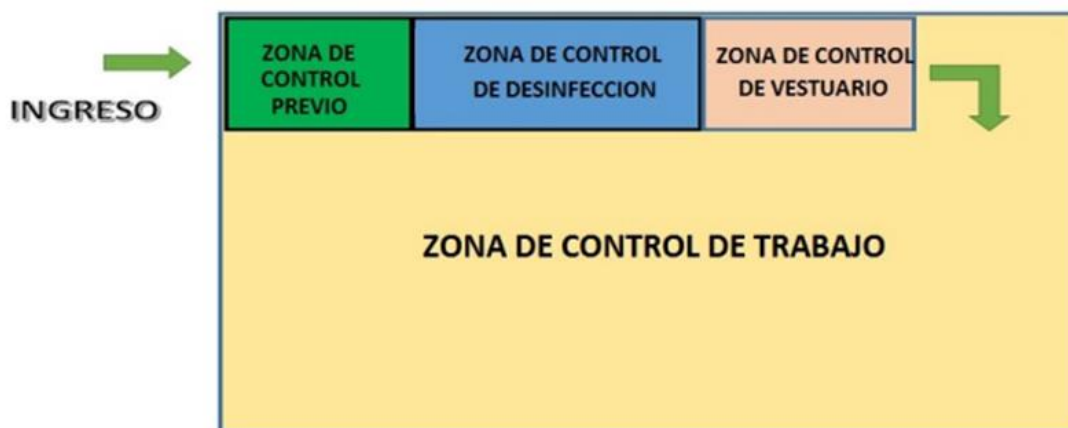 INGRESO
ZONA DE
CONTROL
PREVIO
ZONA DE CONTROL
DE DESINFECCION
ZONA DE CONTROL
DE VESTUARIO
ZONA DE CONTROL DE TRABAJO